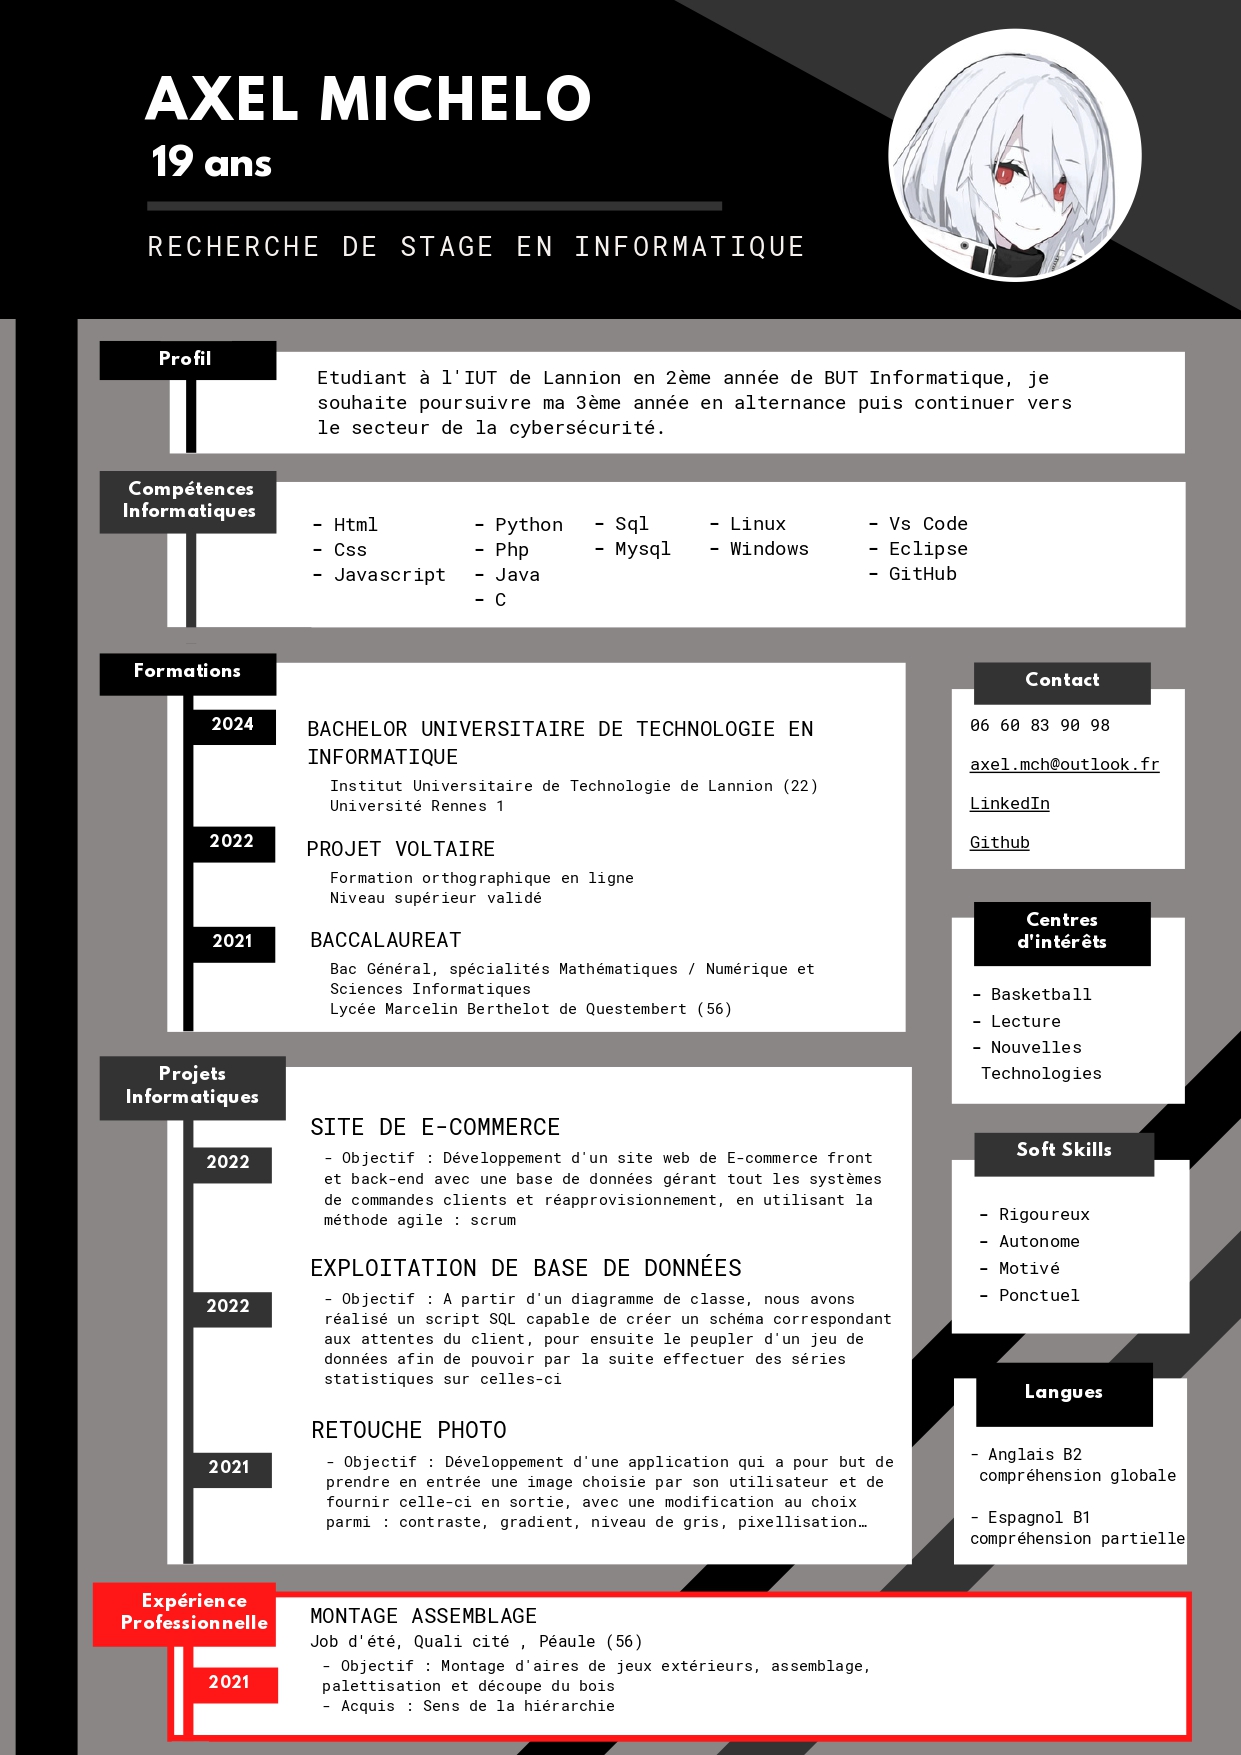 AXEL MICHELO
19 ans
RECHERCHE DE STAGE EN INFORMATIQUE
Profil
Etudiant à l'IUT de Lannion en 2ème année de BUT Informatique, je
souhaite poursuivre ma 3ème année en alternance puis continuer vers
le secteur de la cybersécurité.
Compétences
Informatiques
- Html
- Css
- Javascript
- Python
- Php
- Java
- C
- Sql
- Mysql
- Linux
- Windows
- Vs Code
- Eclipse
- GitHub
Formations
2024
BACHELOR UNIVERSITAIRE DE TECHNOLOGIE EN
INFORMATIQUE
Institut Universitaire de Technologie de Lannion (22)
Université Rennes 1
2022
PROJET VOLTAIRE
Formation orthographique en ligne
Niveau supérieur validé
2021
BACCALAUREAT
Bac Général, spécialités Mathématiques / Numérique et
Sciences Informatiques
Lycée Marcelin Berthelot de Questembert (56)
Contact
06 60 83 90 98
axel.mch@outlook.fr
LinkedIn
Github
Centres
d'intérêts
- Basketball
- Lecture
- Nouvelles
Technologies
Soft Skills
- Rigoureux
- Autonome
- Motivé
- Ponctuel
Langues
- Anglais B2
compréhension globale
- Espagnol B1
compréhension partielle
Projets
Informatiques
2022
SITE DE E-COMMERCE
- Objectif : Développement d'un site web de E-commerce front
et back-end avec une base de données gérant tout les systèmes
de commandes clients et réapprovisionnement, en utilisant la
méthode agile : scrum
2022
EXPLOITATION DE BASE DE DONNÉES
- Objectif : A partir d'un diagramme de classe, nous avons
réalisé un script SQL capable de créer un schéma correspondant
aux attentes du client, pour ensuite le peupler d'un jeu de
données afin de pouvoir par la suite effectuer des séries
statistiques sur celles-ci
2021
RETOUCHE PHOTO
- Objectif : Développement d'une application qui a pour but de
prendre en entrée une image choisie par son utilisateur et de
fournir celle-ci en sortie, avec une modification au choix
parmi : contraste, gradient, niveau de gris, pixellisation…
Expérience
Professionnelle
2021
MONTAGE ASSEMBLAGE
Job d'été, Quali cité , Péaule (56)
- Objectif : Montage d'aires de jeux extérieurs, assemblage,
palettisation et découpe du bois
- Acquis : Sens de la hiérarchie